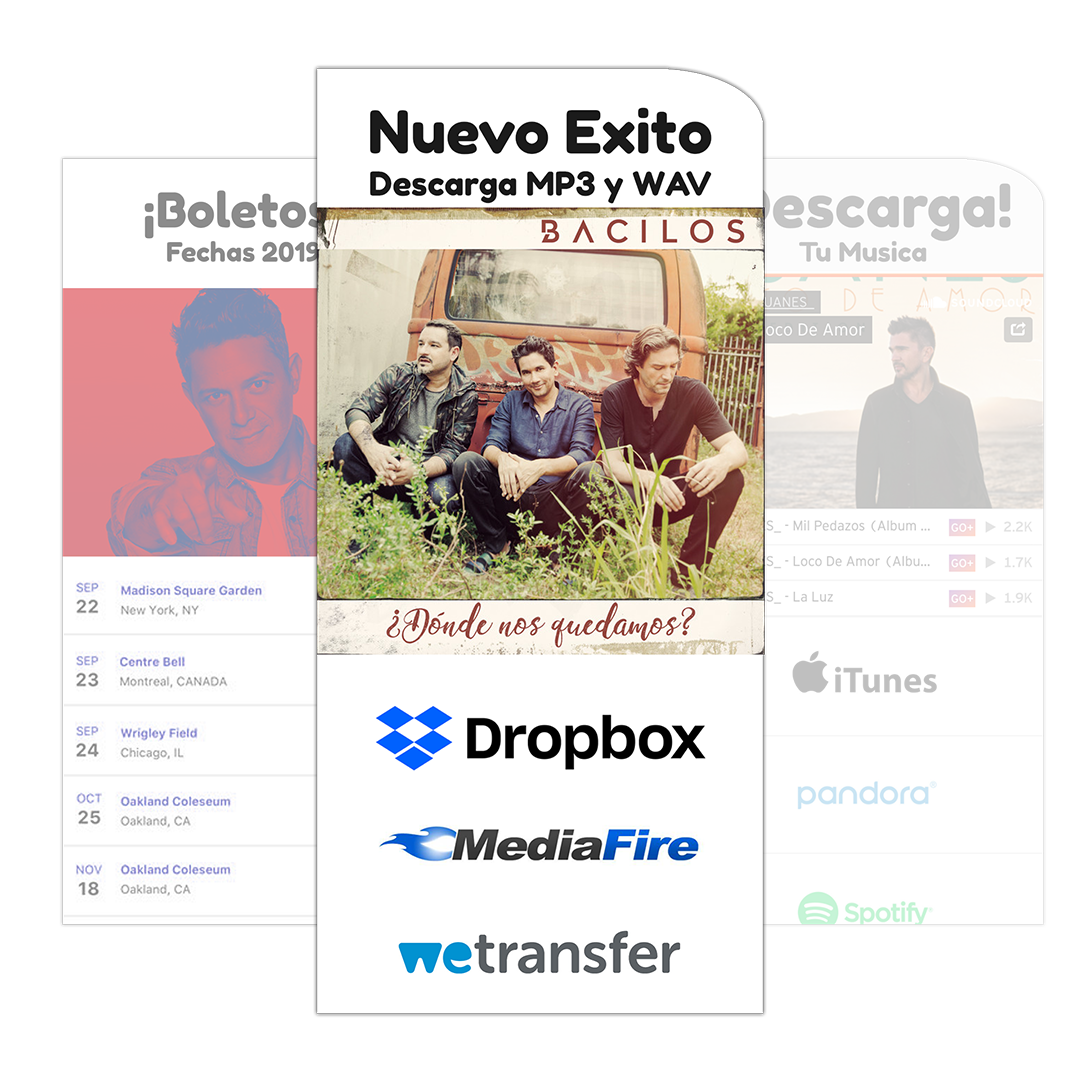 ¡Boletos
Fechas 2019
SEP
22
Madison Square Garden
New York, NY
SEP
23
Centre Bell
Montreal, CANADA
SEP
24
Wrigley Field
Chicago, IL
OCT
25
Oakland Coleseum
Oakland, CA
NOV
18
Oakland Coleseum
Oakland, CA
Nuevo Exito
Descarga MP3 y WAV
BACILOS
¿Dónde nos quedamos?
Dropbox
MediaFire
wetransfer
escarga!
Tu Musica
DE AMOR
UANES_
SOUNDCLOUD
oco De Amor
S_ - Mil Pedazos (Album ... GO+ 2.2K
S_ - Loco De Amor (Albu... GO+ 1.7K
S_ - La Luz GO+ 1.9K
iTunes
pandora
Spotify